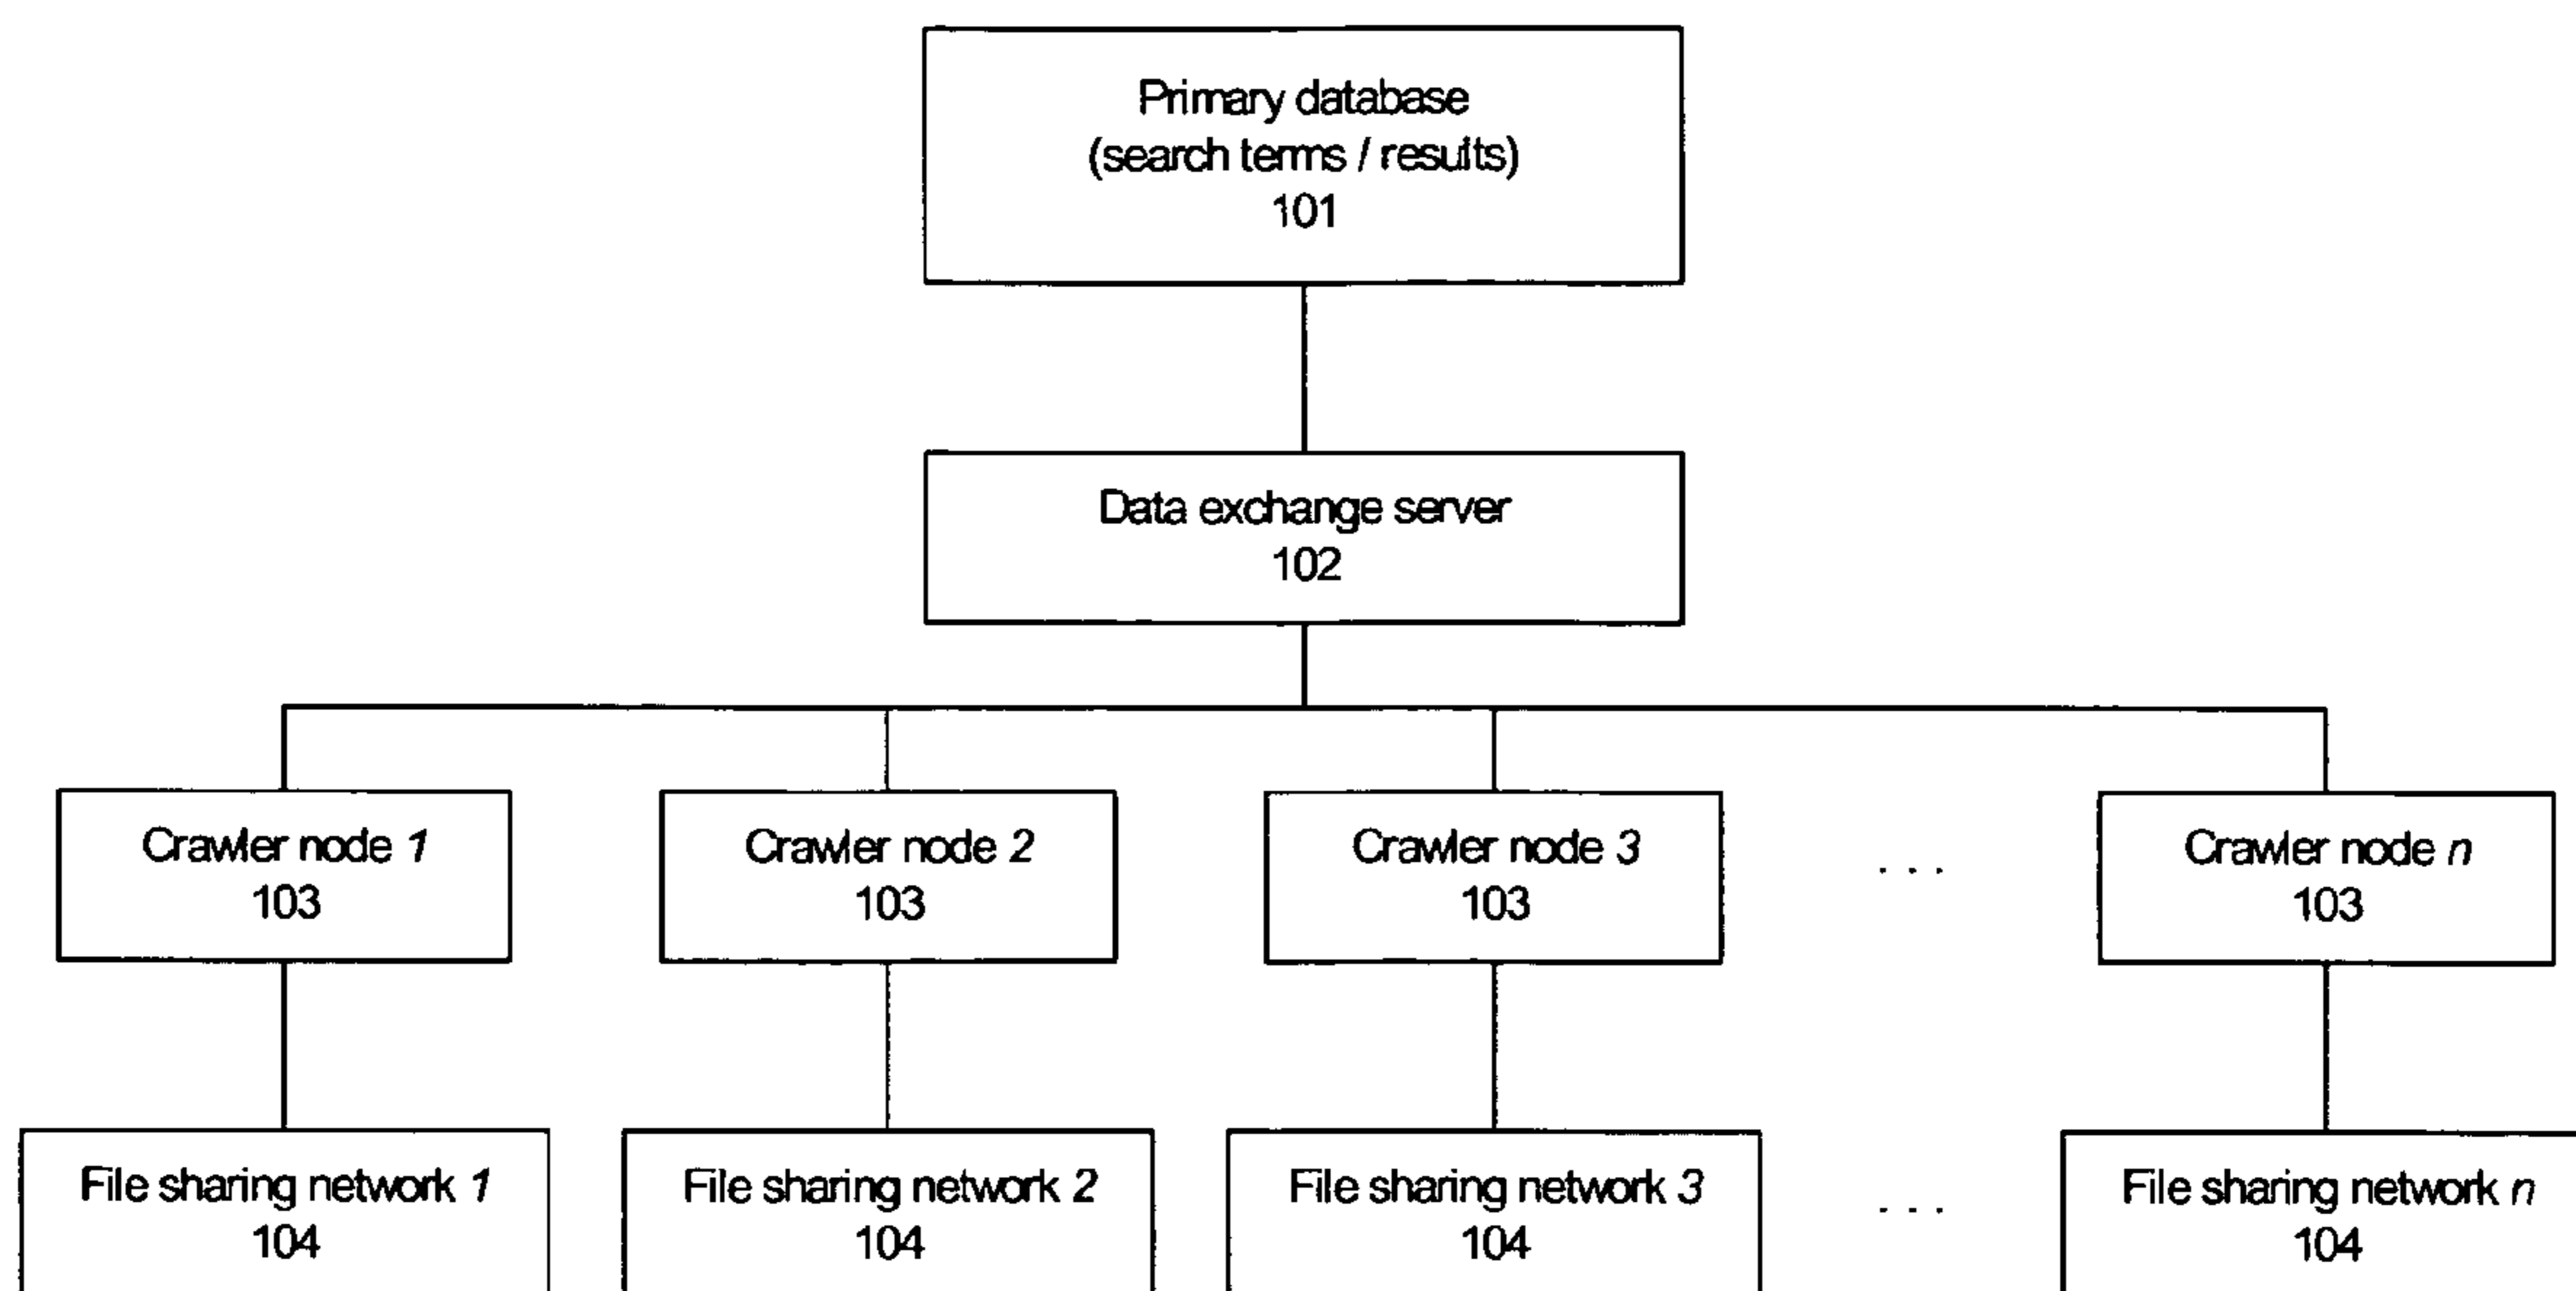 Primary database
(search terms / results)
101
Data exchange server
102
Crawler node 1
103
Crawler node 2
103
Crawler node 3
103
. . .
Crawler node n
103
File sharing network 1
104
File sharing network 2
104
File sharing network 3
104
. . .
File sharing network n
104